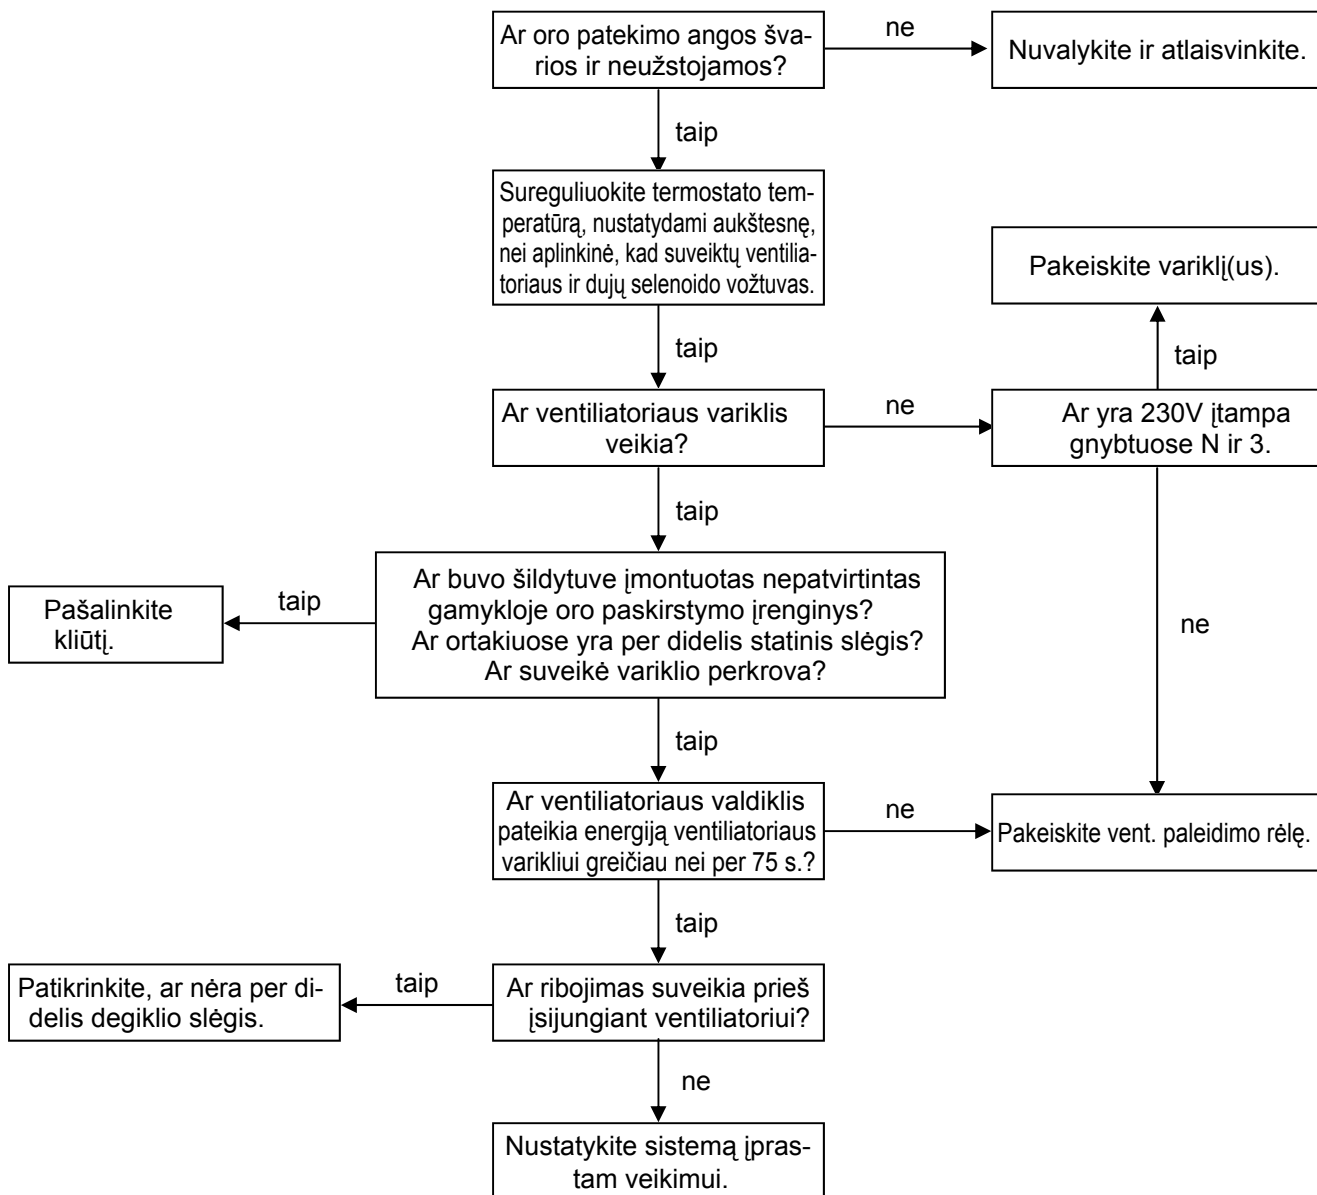 Ar oro patekimo angos šva-
rios ir neužstojamos?
ne
Nuvalykite ir atlaisvinkite.
taip
Sureguliuokite termostato tem-
peratūrą, nustatydami aukštesnę,
nei aplinkinė, kad suveiktų ventilia-
toriaus ir dujų selenoido vožtuvas.
Pakeiskite variklį(us).
taip
taip
Ar ventiliatoriaus variklis
veikia?
ne
Ar yra 230V įtampa
gnybtuose N ir 3.
taip
Ar buvo šildytuve įmontuotas nepatvirtintas
gamykloje oro paskirstymo įrenginys?
Ar ortakiuose yra per didelis statinis slėgis?
Ar suveikė variklio perkrova?
taip
Pašalinkite
kliūtį.
ne
taip
Ar ventiliatoriaus valdiklis
pateikia energiją ventiliatoriaus
varikliui greičiau nei per 75 s.?
ne
Pakeiskite vent. paleidimo rėlę.
taip
Patikrinkite, ar nėra per di-
delis degiklio slėgis.
taip
Ar ribojimas suveikia prieš
įsijungiant ventiliatoriui?
ne
Nustatykite sistemą įpras-
tam veikimui.